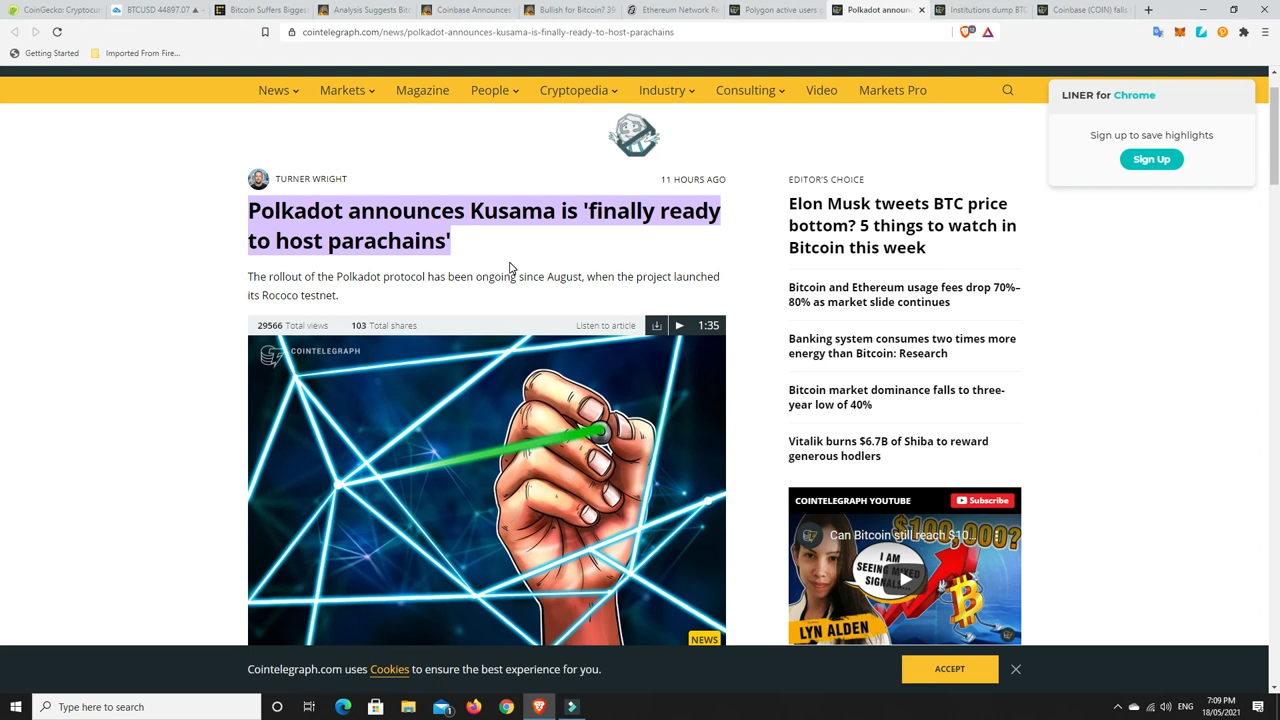 CoinGecko: Cryptocur
BTCUSD 44897.07 ▲
Bitcoin Suffers Biggest
Analysis Suggests Bit
Coinbase Announces
Bullish for Bitcoin? 39
Ethereum Network Re
Polygon active users g
Polkadot announ
Institutions dump BTC
Coinbase (COIN) falls
cointelegraph.com/news/polkadot-announces-kusama-is-finally-ready-to-host-parachains
Getting Started
Imported From Fire...
News
Markets
Magazine
People
Cryptopedia
Industry
Consulting
Video
Markets Pro
LINER for Chrome
Sign up to save highlights
Sign Up
TURNER WRIGHT
11 HOURS AGO
Polkadot announces Kusama is 'finally ready
to host parachains'
The rollout of the Polkadot protocol has been ongoing since August, when the project launched
its Rococo testnet.
29566 Total views
103 Total shares
Listen to article
1:35
COINTELEGRAPH
NEWS
EDITOR'S CHOICE
Elon Musk tweets BTC price
bottom? 5 things to watch in
Bitcoin this week
Bitcoin and Ethereum usage fees drop 70%–
80% as market slide continues
Banking system consumes two times more
energy than Bitcoin: Research
Bitcoin market dominance falls to three-
year low of 40%
Vitalik burns $6.7B of Shiba to reward
generous hodlers
COINTELEGRAPH YOUTUBE
Subscribe
Can Bitcoin still reach $10...
$100,000?
I AM
SEEING MIXED
SIGNALS
LYN ALDEN
Cointelegraph.com uses Cookies to ensure the best experience for you.
ACCEPT
Type here to search
ENG
7:09 PM
18/05/2021